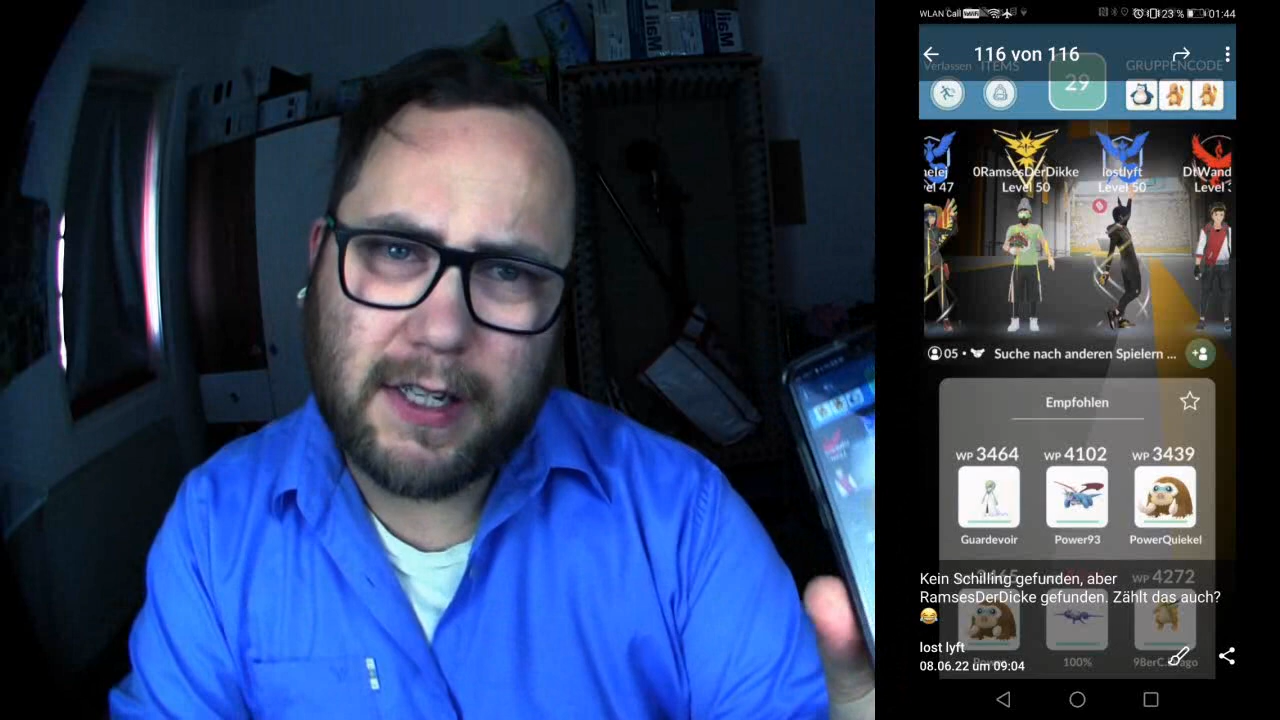 WLAN Call
23 %
01:44
116 von 116
Verlassen
ITEMS
29
GRUPPENCODE
0RamsesDerDikke
Level 50
lostlyft
Level 50
05 • Suche nach anderen Spielern ...
Empfohlen
WP 3464
WP 4102
WP 3439
Guardevoir
Power93
PowerQuiekel
WP 4272
Kein Schilling gefunden, aber
RamsesDerDicke gefunden. Zählt das auch?
😂
100%
lost lyft
08.06.22 um 09:04